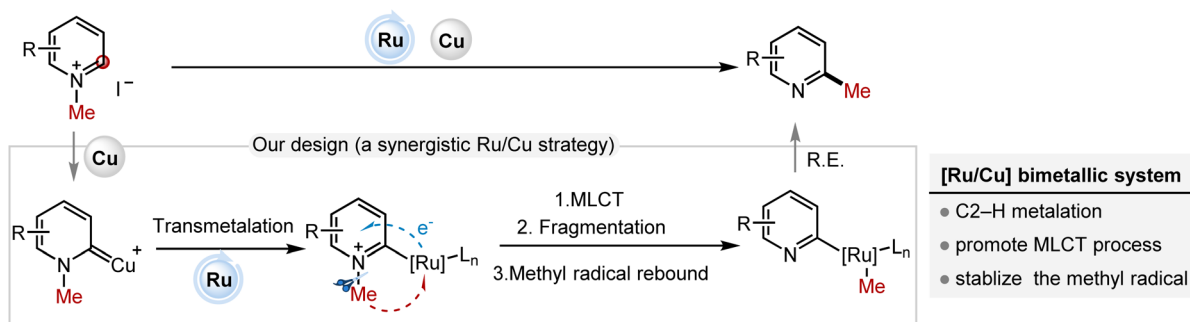 R
N
+
I−
Me
Ru
Cu
R
N
Me
Cu
Our design (a synergistic Ru/Cu strategy)
R.E.
R
N
Me
Cu
+
Transmetalation
Ru
R
N
+
Me
e-
[Ru]
Ln
1.MLCT
2. Fragmentation
3.Methyl radical rebound
R
N
[Ru]
Ln
Me
[Ru/Cu] bimetallic system
C2–H metalation
promote MLCT process
stablize the methyl radical